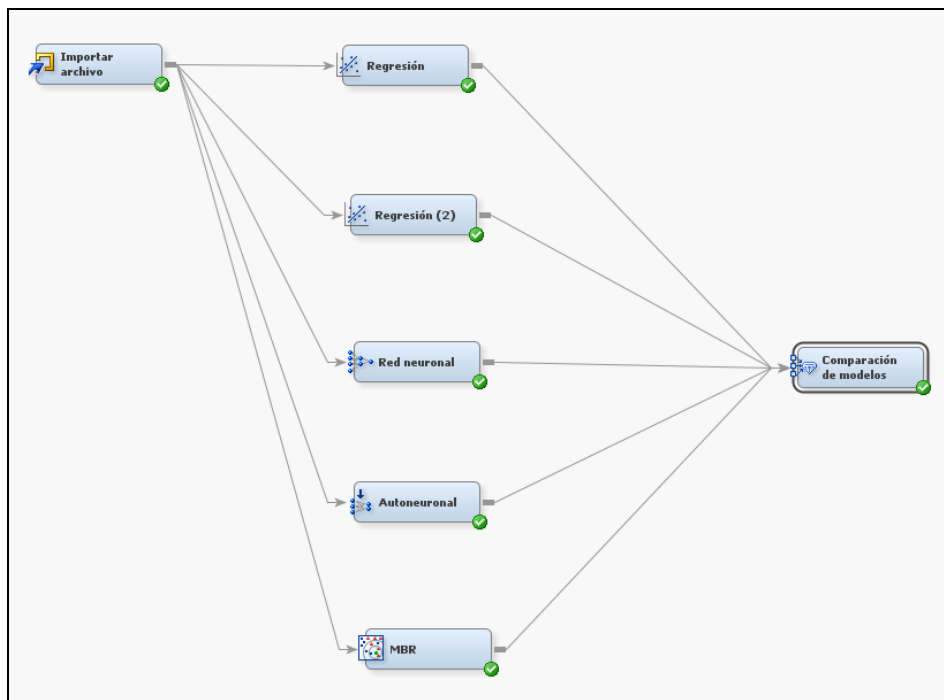 Importar
archivo
Regresión
Regresión (2)
Red neuronal
Comparación
de modelos
Autoneuronal
MBR